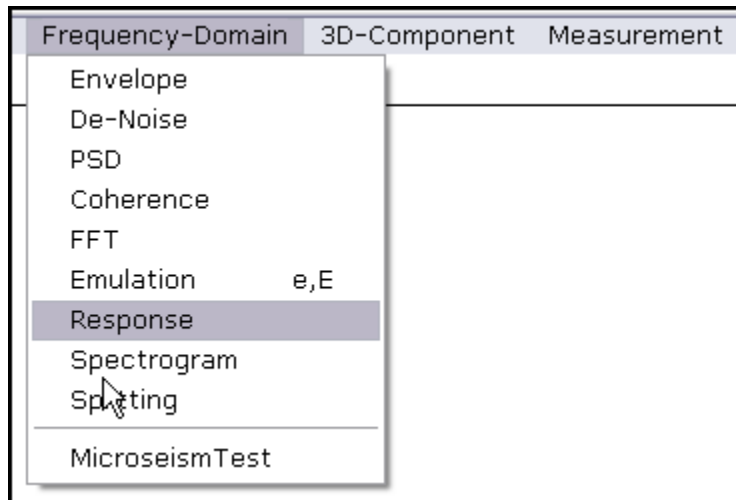 Frequency-Domain 3D-Component Measurement
Envelope
De-Noise
PSD
Coherence
FFT
Emulation e,E
Response
Spectrogram
MicroseismTest